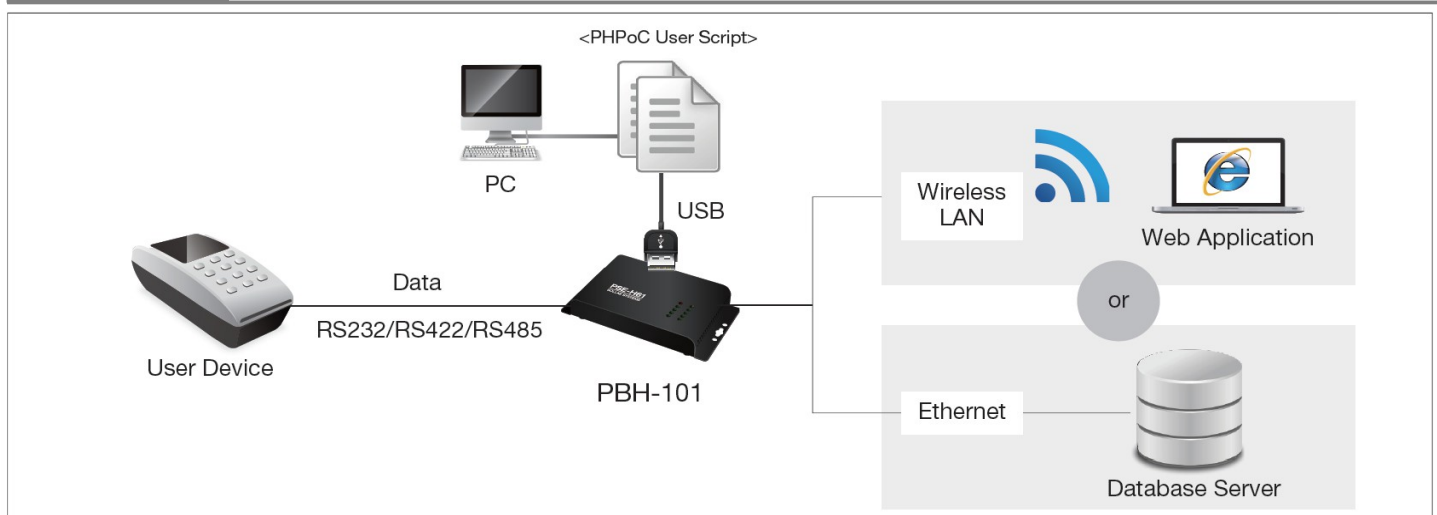 <PHPoC User Script>
PC
USB
Wireless
LAN
Web Application
Data
RS232/RS422/RS485
User Device
PBH-101
or
Ethernet
Database Server